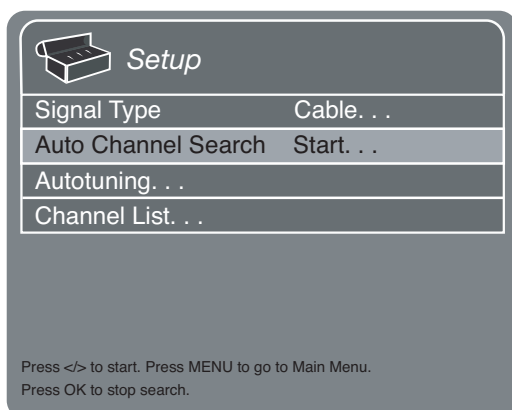 Setup
Signal Type Cable. . .
Auto Channel Search Start. . .
Autotuning. . .
Channel List. . .
Press </> to start. Press MENU to go to Main Menu.
Press OK to stop search.